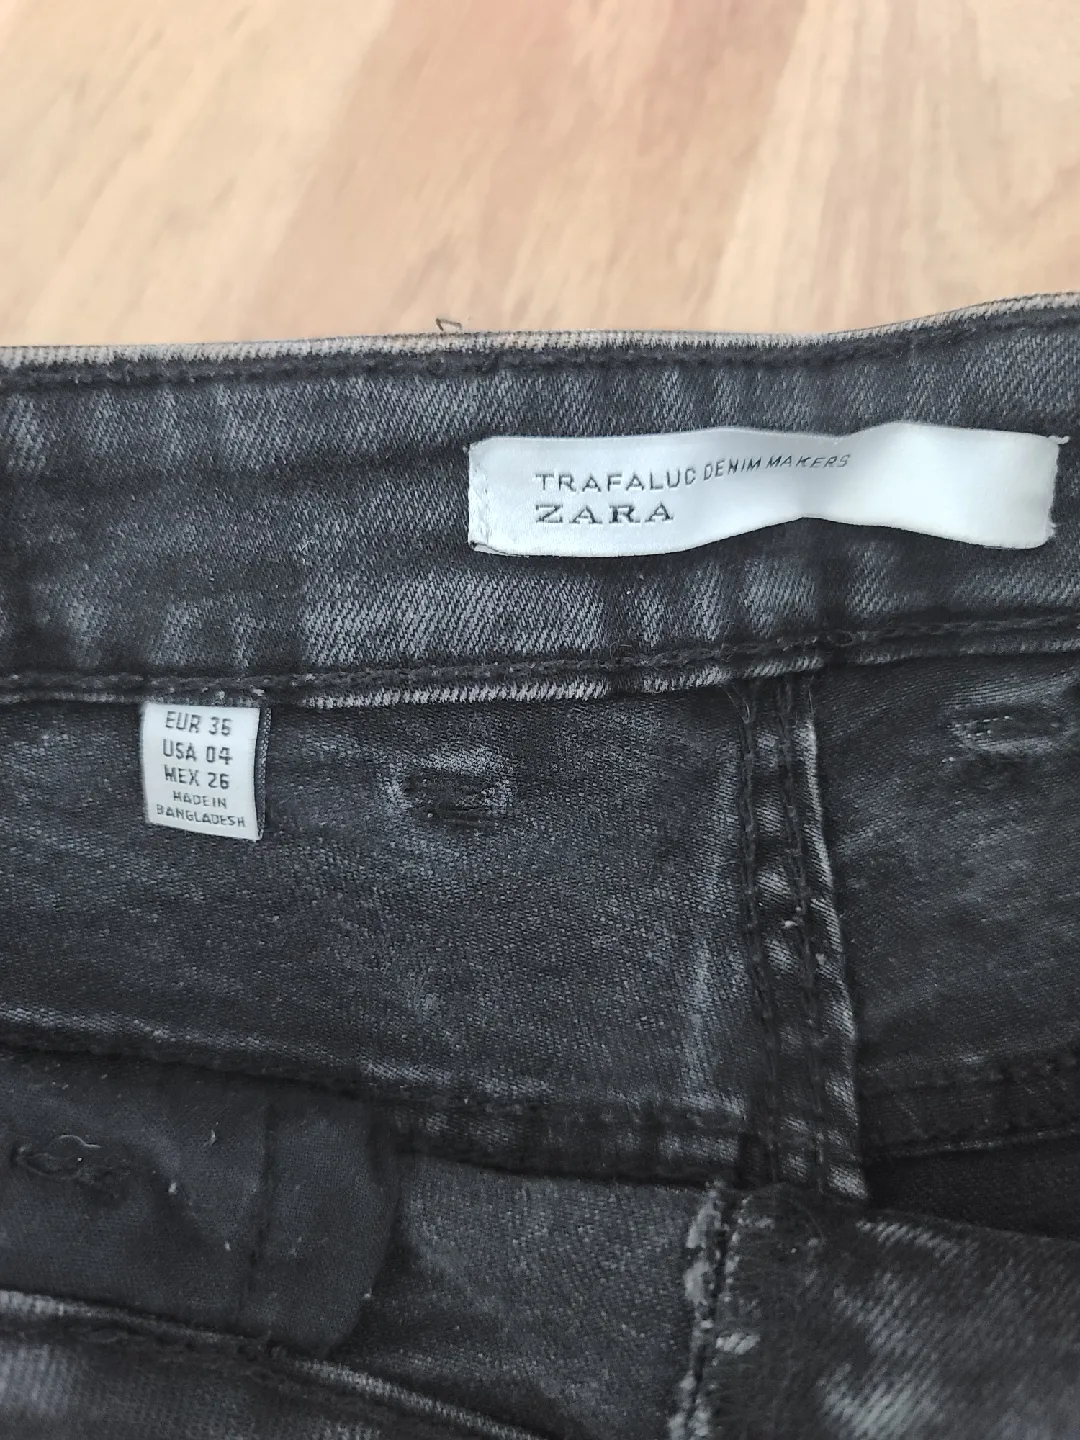 TRAFALUC DENIM MAKERS
ZARA
EUR 36
USA 04
MEX 26
MADE IN
BANGLADESH